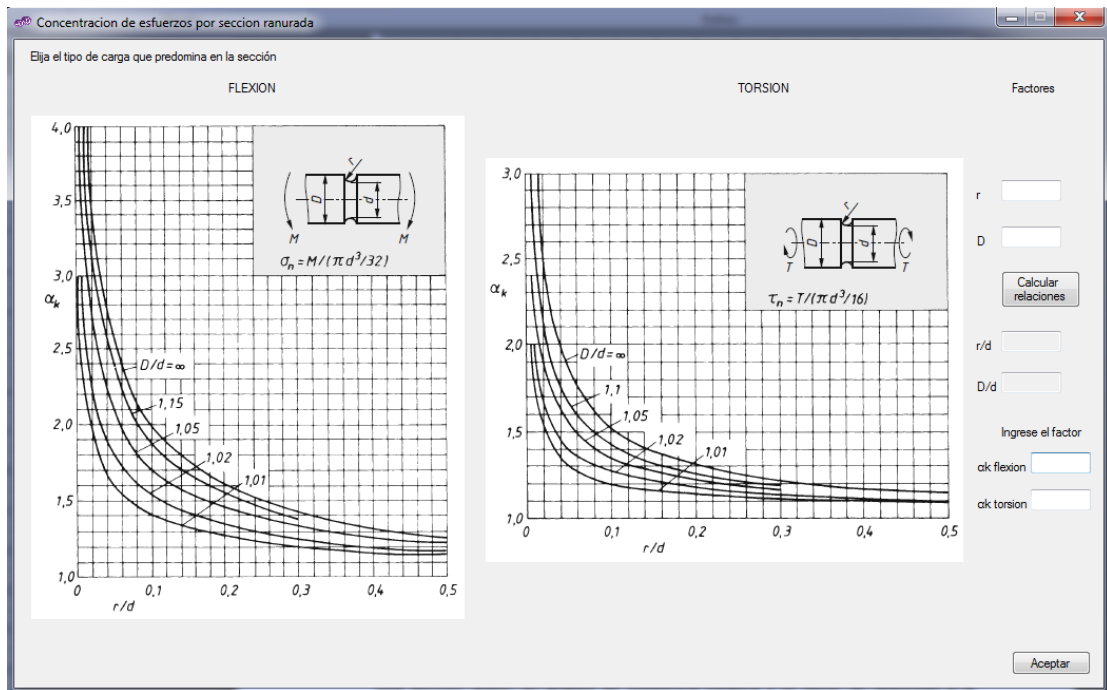 Concentracion de esfuerzos por seccion ranurada
Elija el tipo de carga que predomina en la sección
FLEXION
4,0
3,5
3,0
αk
2,5
2,0
1,5
1,0
0
0,1
0,2
0,3
0,4
0,5
r/d
r
D
d
M
M
σn = M/(πd³/32)
D/d = ∞
1,15
1,05
1,02
1,01
TORSION
3,0
2,5
αk
2,0
1,5
1,0
0
0,1
0,2
0,3
0,4
0,5
r/d
r
D
d
T
T
τn = T/(πd³/16)
D/d = ∞
1,1
1,05
1,02
1,01
Factores
r
D
Calcular
relaciones
r/d
D/d
Ingrese el factor
αk flexion
αk torsion
Aceptar